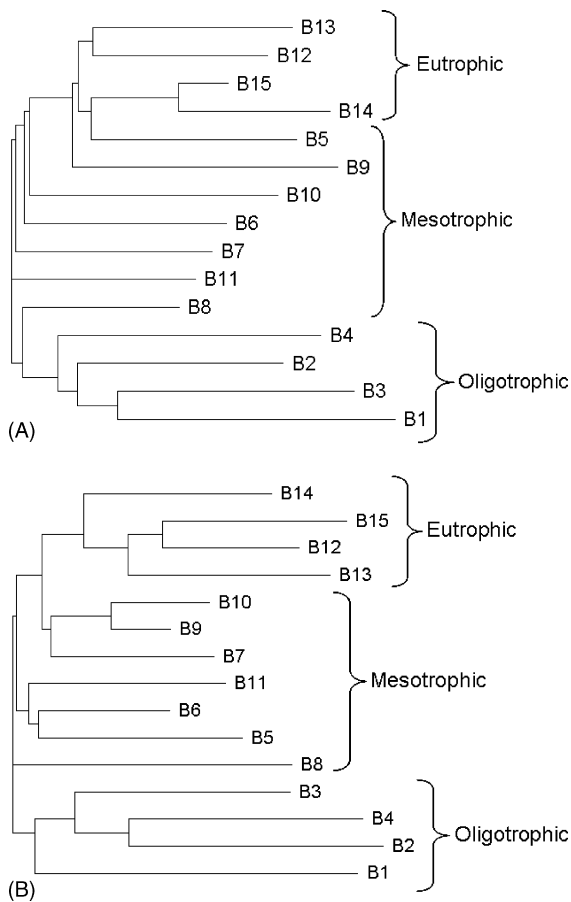 B13
B12
Eutrophic
B15
B14
B5
B9
B10
Mesotrophic
B6
B7
B11
B8
B4
B2
Oligotrophic
B3
B1
(A)
B14
B15
Eutrophic
B12
B13
B10
B9
B7
B11
Mesotrophic
B6
B5
B8
B3
B4
Oligotrophic
B2
B1
(B)